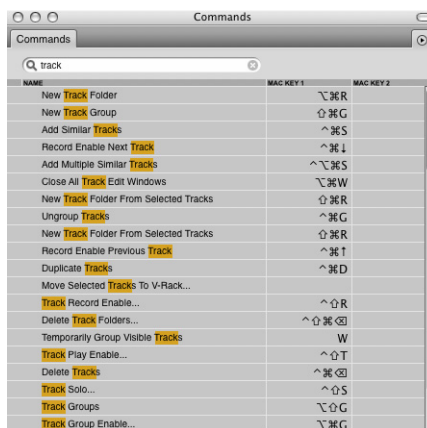 Commands
Commands
track
NAME MAC KEY 1 MAC KEY 2
New Track Folder ⌥⌘R
New Track Group ⇧⌘G
Add Similar Tracks ^⌘S
Record Enable Next Track ^⌘↓
Add Multiple Similar Tracks ^⌥⌘S
Close All Track Edit Windows ⌥⌘W
New Track Folder From Selected Tracks ⇧⌘R
Ungroup Tracks ^⌘G
New Track Folder From Selected Tracks ⇧⌘R
Record Enable Previous Track ^⌘↑
Duplicate Tracks ^⌘D
Move Selected Tracks To V-Rack...
Track Record Enable... ^⇧R
Delete Track Folders... ^⇧⌘⌫
Temporarily Group Visible Tracks W
Track Play Enable... ^⇧T
Delete Tracks ^⌘⌫
Track Solo... ^⇧S
Track Groups ⌥⇧G
Track Group Enable... ⌥⌘G